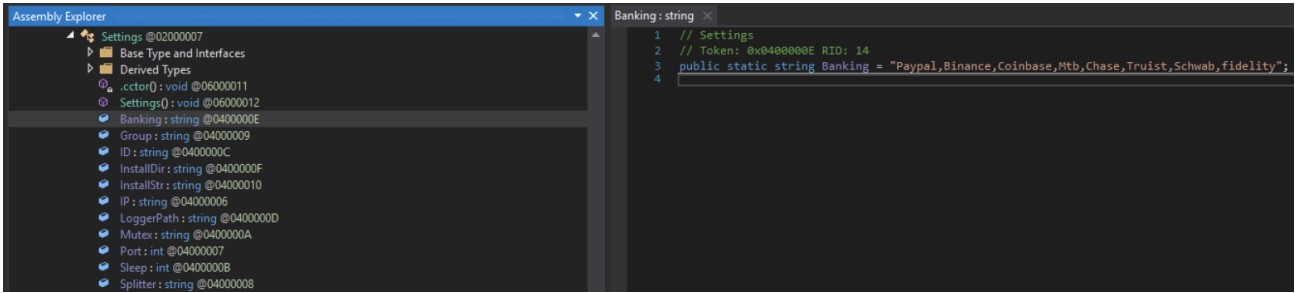 Assembly Explorer
Settings @02000007
Base Type and Interfaces
Derived Types
.cctor() : void @06000011
Settings() : void @06000012
Banking : string @0400000E
Group : string @04000009
ID : string @0400000C
InstallDir : string @0400000F
InstallStr : string @04000010
IP : string @04000006
LoggerPath : string @0400000D
Mutex : string @0400000A
Port : int @04000007
Sleep : int @0400000B
Splitter : string @04000008
Banking : string
1 // Settings
2 // Token: 0x0400000E RID: 14
3 public static string Banking = "Paypal,Binance,Coinbase,Mtb,Chase,Truist,Schwab,fidelity";
4